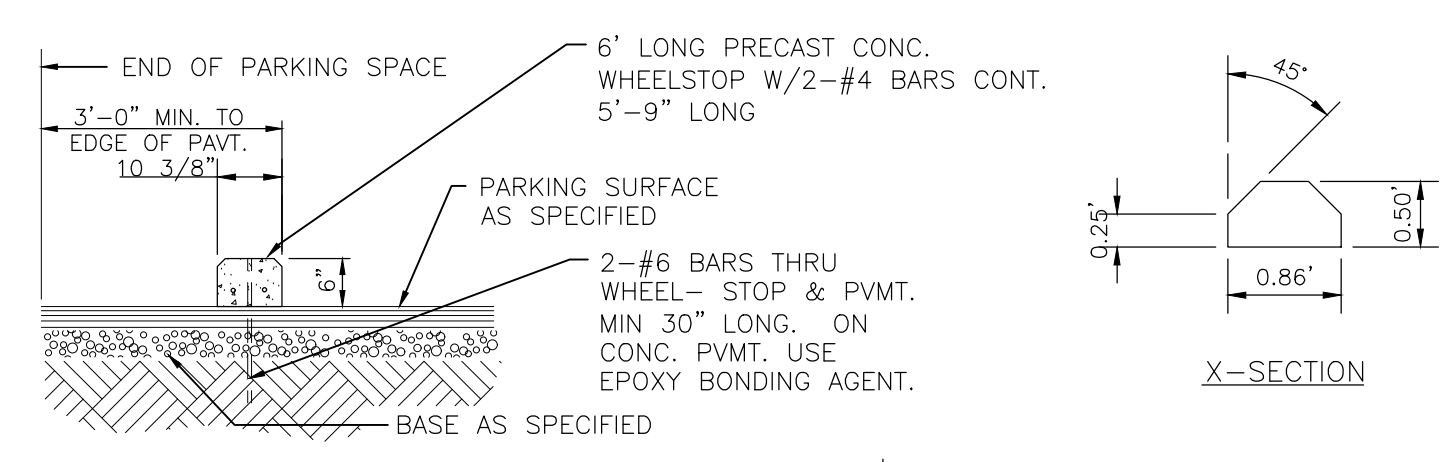 END OF PARKING SPACE
3'-0" MIN. TO
EDGE OF PAVT.
10 3/8"
6"
6' LONG PRECAST CONC.
WHEELSTOP W/2-#4 BARS CONT.
5'-9" LONG
PARKING SURFACE
AS SPECIFIED
2-#6 BARS THRU
WHEEL- STOP & PVMT.
MIN 30" LONG. ON
CONC. PVMT. USE
EPOXY BONDING AGENT.
BASE AS SPECIFIED
45°
0.25'
0.50'
0.86'
X-SECTION